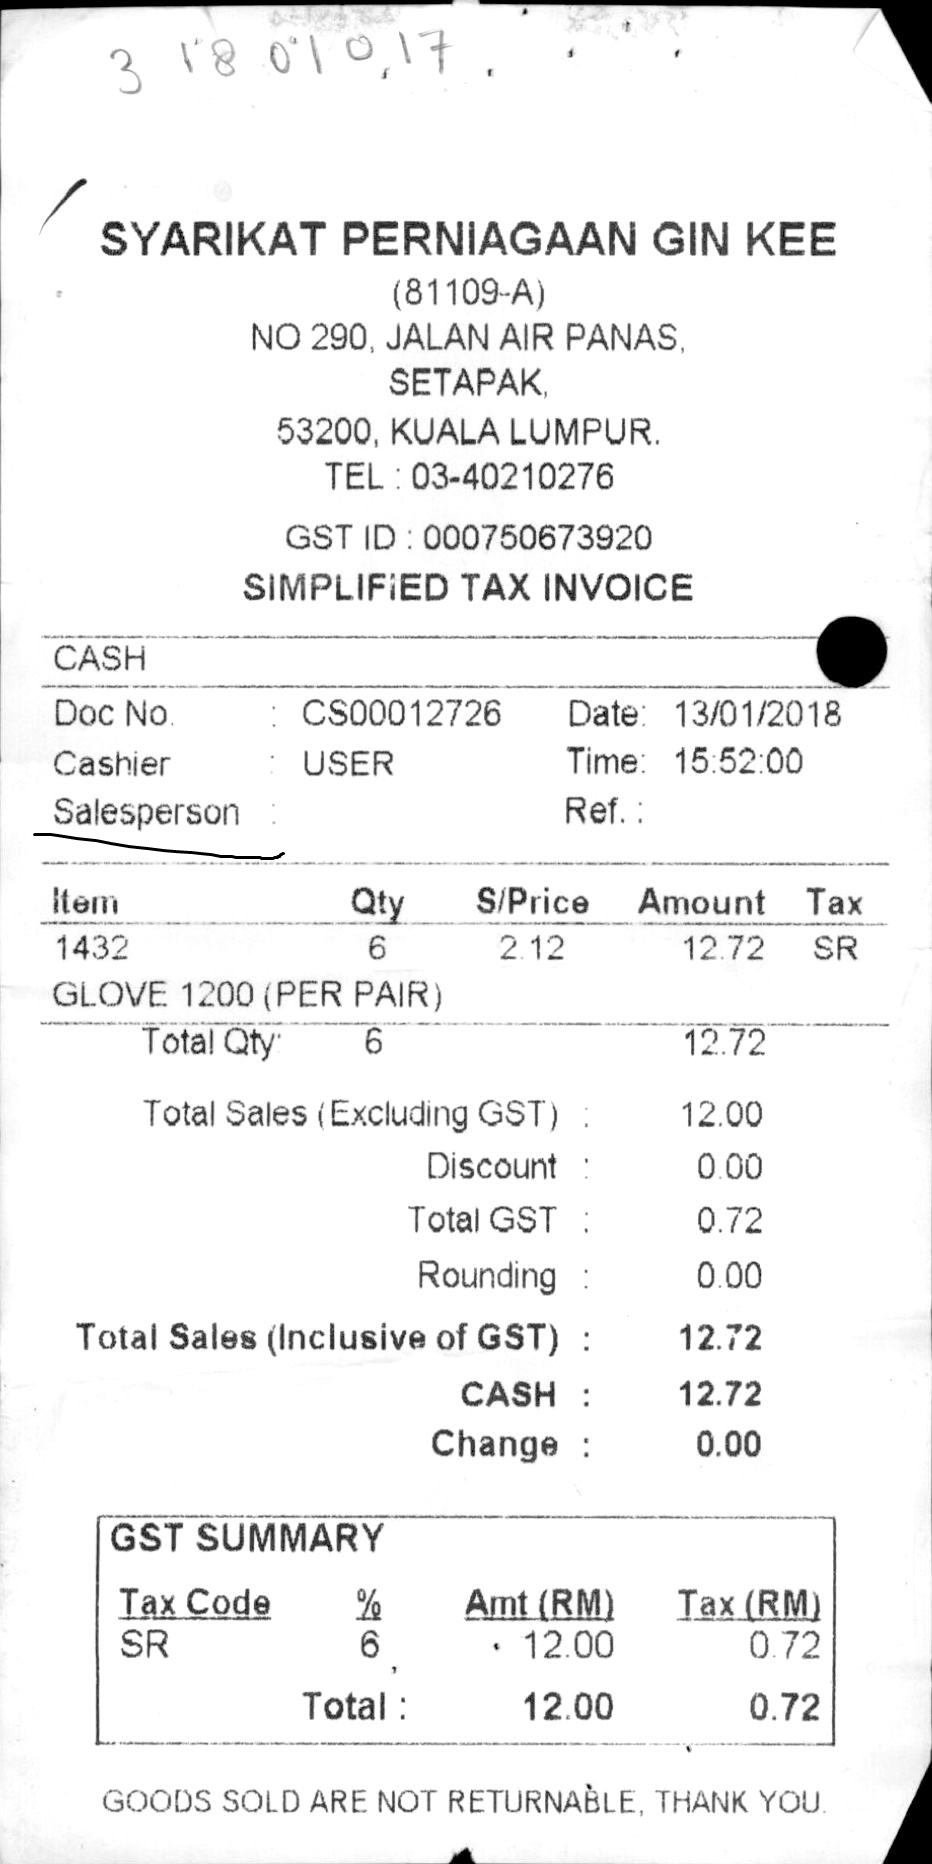 3 18 01 0,17
SYARIKAT PERNIAGAAN GIN KEE
(81109-A)
NO 290, JALAN AIR PANAS,
SETAPAK,
53200, KUALA LUMPUR.
TEL : 03-40210276
GST ID : 000750673920
SIMPLIFIED TAX INVOICE
CASH
Doc No. : CS00012726 Date: 13/01/2018
Cashier : USER Time: 15:52:00
Salesperson : Ref. :
Item Qty S/Price Amount Tax
1432 6 2.12 12.72 SR
GLOVE 1200 (PER PAIR)
Total Qty: 6 12.72
Total Sales (Excluding GST) : 12.00
Discount : 0.00
Total GST : 0.72
Rounding : 0.00
Total Sales (Inclusive of GST) : 12.72
CASH : 12.72
Change : 0.00
GST SUMMARY
Tax Code % Amt (RM) Tax (RM)
SR 6 12.00 0.72
Total : 12.00 0.72
GOODS SOLD ARE NOT RETURNABLE, THANK YOU.